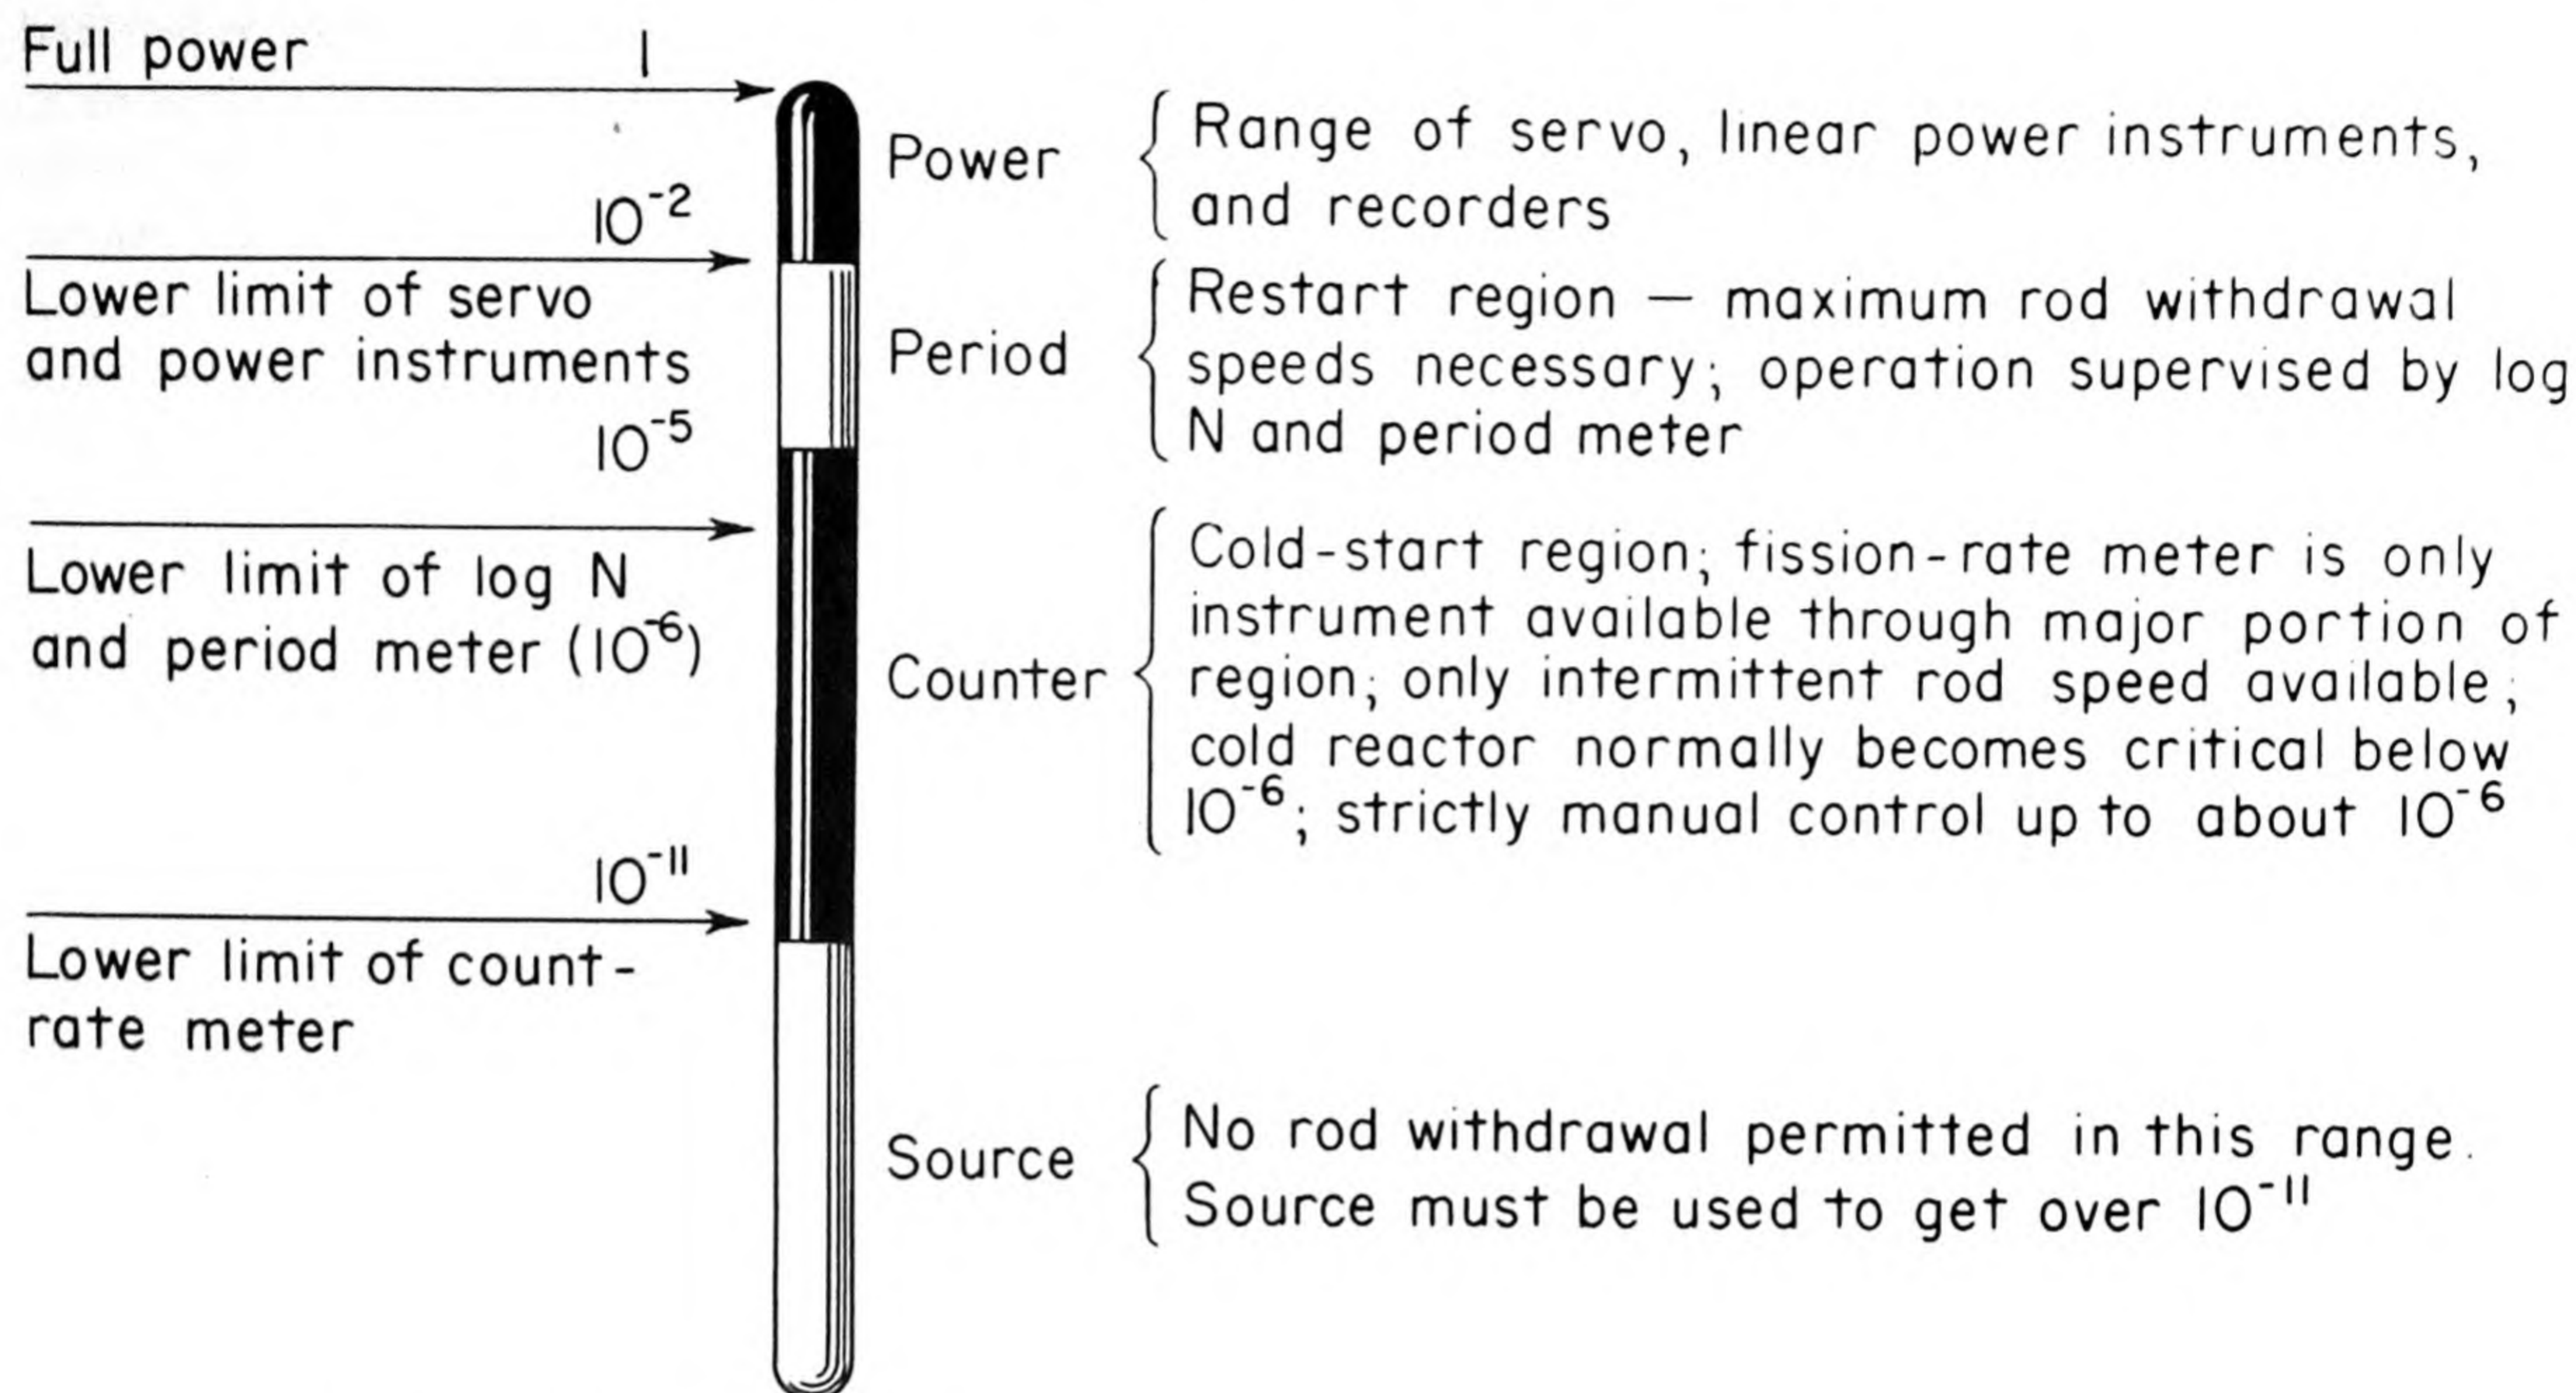 Full power 1
10⁻²
Lower limit of servo
and power instruments
10⁻⁵
Lower limit of log N
and period meter (10⁻⁶)
10⁻¹¹
Lower limit of count-
rate meter
Power
Range of servo, linear power instruments,
and recorders
Period
Restart region — maximum rod withdrawal
speeds necessary; operation supervised by log
N and period meter
Counter
Cold-start region; fission-rate meter is only
instrument available through major portion of
region; only intermittent rod speed available;
cold reactor normally becomes critical below
10⁻⁶; strictly manual control up to about 10⁻⁶
Source
No rod withdrawal permitted in this range.
Source must be used to get over 10⁻¹¹